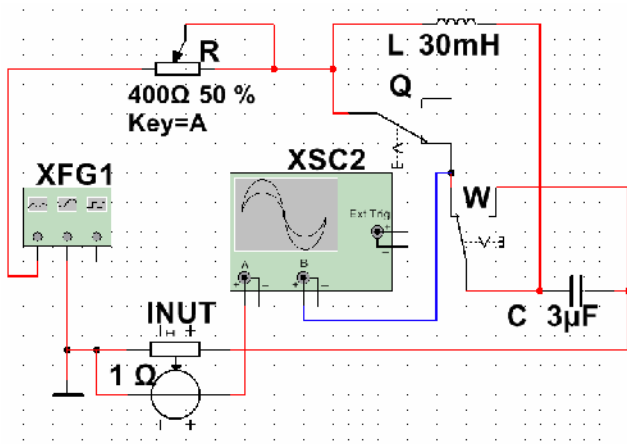 R
L 30mH
400Ω 50 %
Key=A
Q
XSC2
XFG1
W
Ext Trig
+
−
A
B
+ − + −
INUT
I− +
1 Ω
C 3µF
I− +